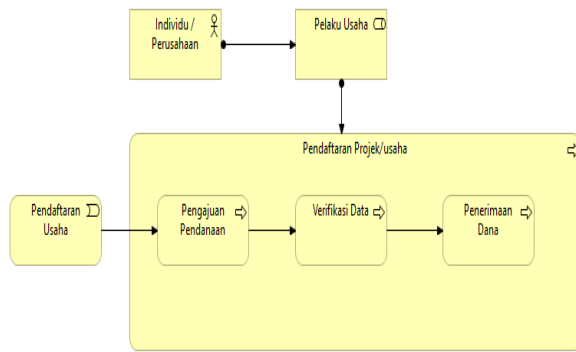 Individu /
Perusahaan
Pelaku Usaha
Pendaftaran Projek/usaha
Pendaftaran
Usaha
Pengajuan
Pendanaan
Verifikasi Data
Penerimaan
Dana